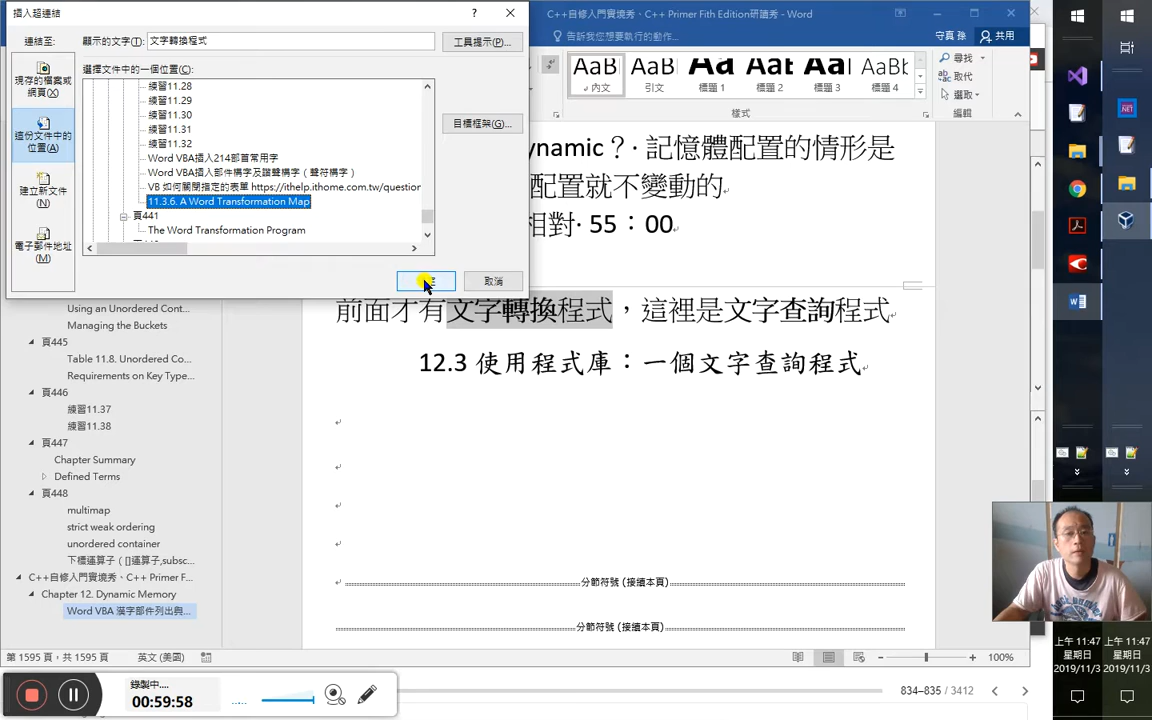 插入超連結
? 
連結至:
顯示的文字(T):
文字轉換程式
工具提示(P)...
選擇文件中的一個位置(C):
現存的檔案或網頁(X)
這份文件中的位置(A)
建立新文件(N)
電子郵件地址(M)
練習11.28
練習11.29
練習11.30
練習11.31
練習11.32
Word VBA插入214部首常用字
Word VBA插入部件構字及諧聲構字（聲符構字）
VB 如何關閉指定的表單 https://ithelp.ithome.com.tw/question
11.3.6. A Word Transformation Map
頁441
The Word Transformation Program
目標框架(G)...
取消
C++自修入門實境秀、C++ Primer Fith Edition研讀秀 - Word
告訴我您想要執行的動作...
守真 孫
共用
AaB
AaBb
Aa
AaB
AaI
AaBb
內文
引文
標題 1
標題 2
標題 3
標題 4
樣式
尋找
取代
選取
編輯
ynamic？· 記憶體配置的情形是
配置就不變動的
相對· 55：00
前面才有文字轉換程式，這裡是文字查詢程式
12.3 使用程式庫：一個文字查詢程式
分節符號 (接續本頁)
分節符號 (接續本頁)
Using an Unordered Cont...
Managing the Buckets
頁445
Table 11.8. Unordered Co...
Requirements on Key Type...
頁446
練習11.37
練習11.38
頁447
Chapter Summary
Defined Terms
頁448
multimap
strict weak ordering
unordered container
下標運算子（[]運算子,subsc...
C++自修入門實境秀、C++ Primer F...
Chapter 12. Dynamic Memory
Word VBA 漢字部件列出與...
第 1595 頁，共 1595 頁
英文 (美國)
100%
834–835 / 3412
錄製中....
00:59:58
上午 11:47
星期日
2019/11/3
上午 11:47
星期日
2019/11/3